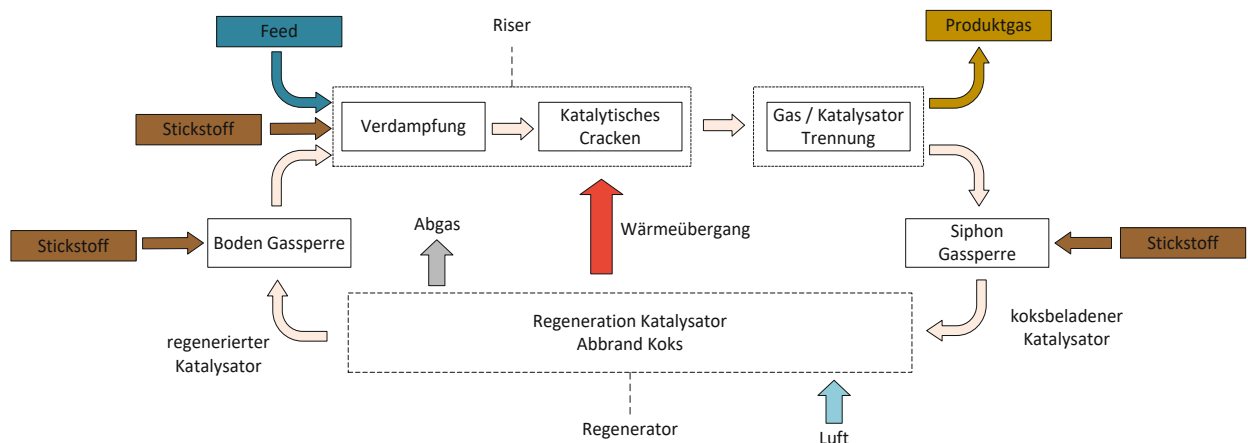 Riser
Feed
Produktgas
Stickstoff
Verdampfung
Katalytisches
Cracken
Gas / Katalysator
Trennung
Stickstoff
Boden Gassperre
Abgas
Wärmeübergang
Siphon
Gassperre
Stickstoff
regenerierter
Katalysator
Regeneration Katalysator
Abbrand Koks
koksbeladener
Katalysator
Regenerator
Luft